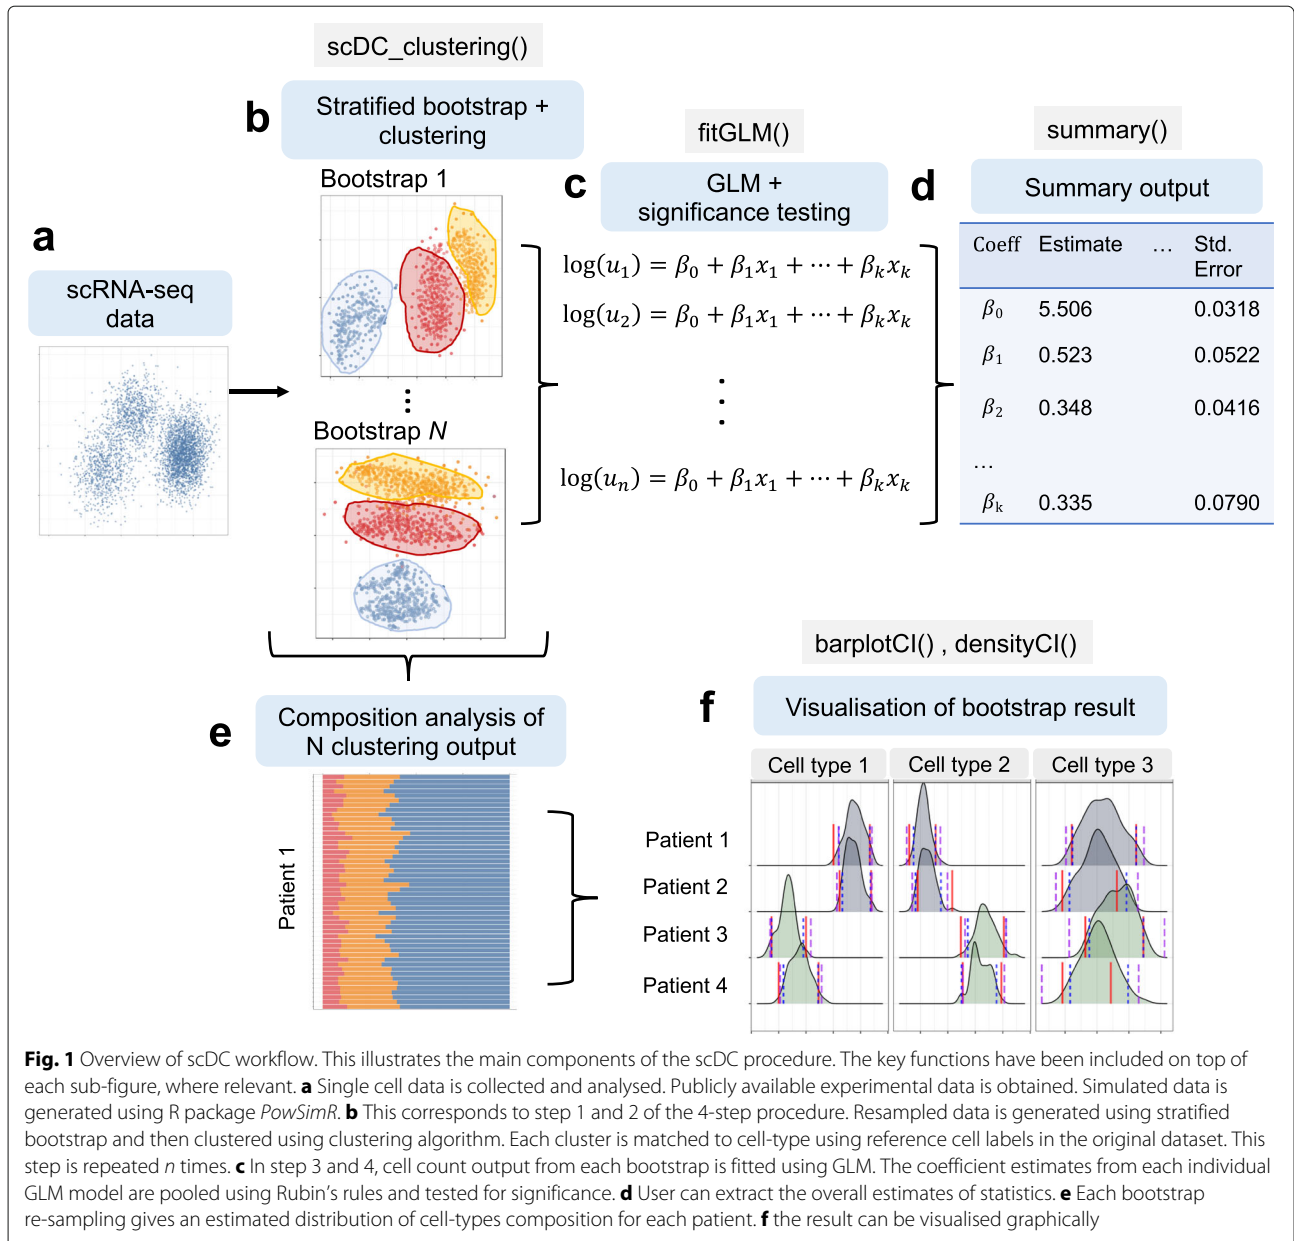 scDC_clustering()
b
Stratified bootstrap +
clustering
Bootstrap 1
Bootstrap N
a
scRNA-seq
data
fitGLM()
c
GLM +
significance testing
log(u₁) = β₀ + β₁x₁ + ⋯ + βₖxₖ
log(u₂) = β₀ + β₁x₁ + ⋯ + βₖxₖ
log(uₙ) = β₀ + β₁x₁ + ⋯ + βₖxₖ
summary()
d
Summary output
Coeff Estimate … Std. Error
β₀ 5.506 0.0318
β₁ 0.523 0.0522
β₂ 0.348 0.0416
…
βₖ 0.335 0.0790
e
Composition analysis of
N clustering output
Patient 1
barplotCI() , densityCI()
f
Visualisation of bootstrap result
Cell type 1 Cell type 2 Cell type 3
Patient 1
Patient 2
Patient 3
Patient 4
Fig. 1 Overview of scDC workflow. This illustrates the main components of the scDC procedure. The key functions have been included on top of
each sub-figure, where relevant. a Single cell data is collected and analysed. Publicly available experimental data is obtained. Simulated data is
generated using R package PowSimR. b This corresponds to step 1 and 2 of the 4-step procedure. Resampled data is generated using stratified
bootstrap and then clustered using clustering algorithm. Each cluster is matched to cell-type using reference cell labels in the original dataset. This
step is repeated n times. c In step 3 and 4, cell count output from each bootstrap is fitted using GLM. The coefficient estimates from each individual
GLM model are pooled using Rubin's rules and tested for significance. d User can extract the overall estimates of statistics. e Each bootstrap
re-sampling gives an estimated distribution of cell-types composition for each patient. f the result can be visualised graphically